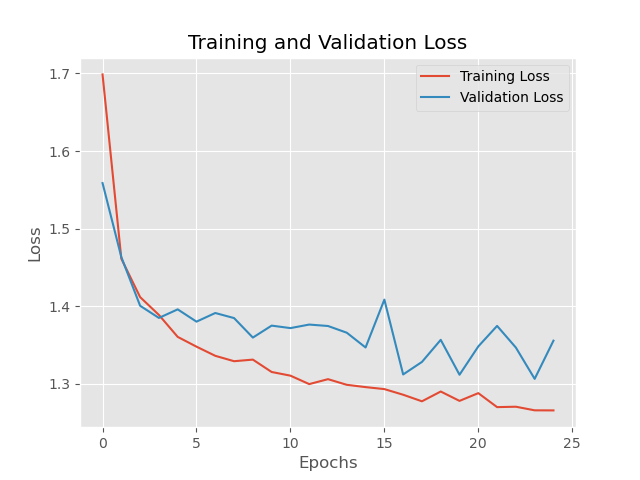 Training and Validation Loss
Training Loss
Validation Loss
Loss
1.7
1.6
1.5
1.4
1.3
0 5 10 15 20 25
Epochs